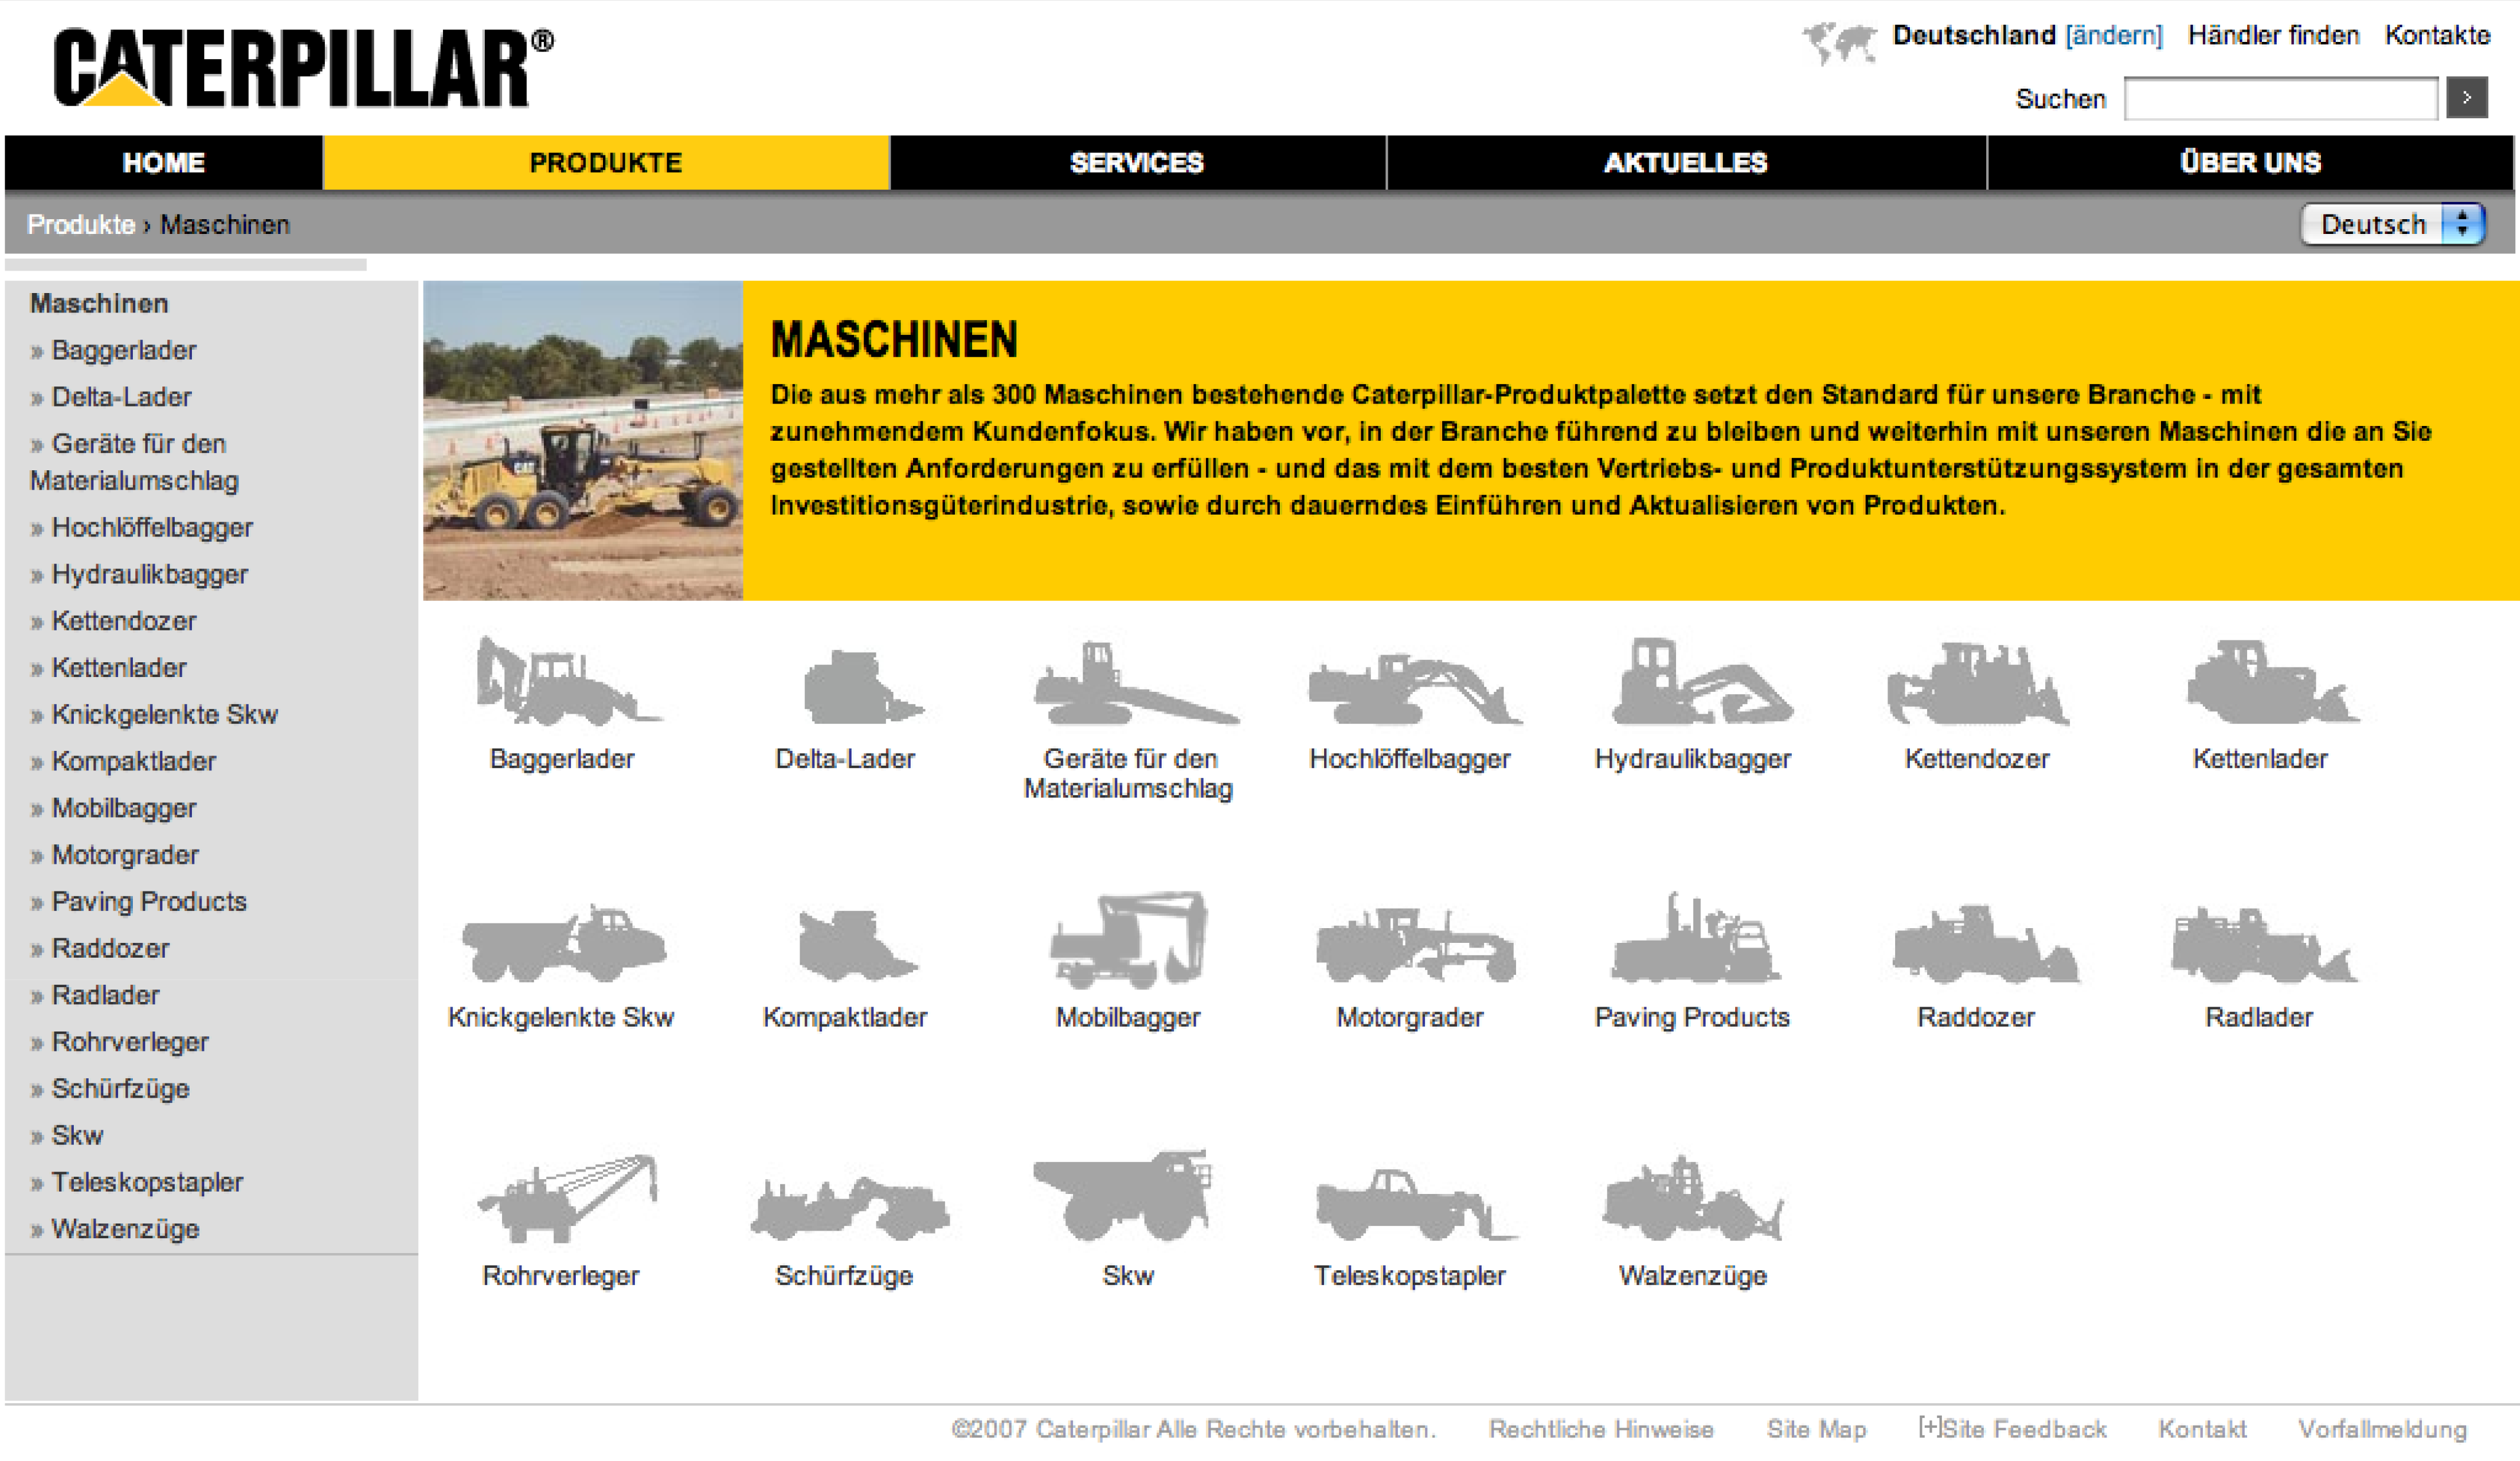 CATERPILLAR®
Deutschland [ändern] Händler finden Kontakte
Suchen
HOME PRODUKTE SERVICES AKTUELLES ÜBER UNS
Produkte › Maschinen
Deutsch
Maschinen
» Baggerlader
» Delta-Lader
» Geräte für den
Materialumschlag
» Hochlöffelbagger
» Hydraulikbagger
» Kettendozer
» Kettenlader
» Knickgelenkte Skw
» Kompaktlader
» Mobilbagger
» Motorgrader
» Paving Products
» Raddozer
» Radlader
» Rohrverleger
» Schürfzüge
» Skw
» Teleskopstapler
» Walzenzüge
CAT
MASCHINEN
Die aus mehr als 300 Maschinen bestehende Caterpillar-Produktpalette setzt den Standard für unsere Branche - mit
zunehmendem Kundenfokus. Wir haben vor, in der Branche führend zu bleiben und weiterhin mit unseren Maschinen die an Sie
gestellten Anforderungen zu erfüllen - und das mit dem besten Vertriebs- und Produktunterstützungssystem in der gesamten
Investitionsgüterindustrie, sowie durch dauerndes Einführen und Aktualisieren von Produkten.
Baggerlader
Delta-Lader
Geräte für den
Materialumschlag
Hochlöffelbagger
Hydraulikbagger
Kettendozer
Kettenlader
Knickgelenkte Skw
Kompaktlader
Mobilbagger
Motorgrader
Paving Products
Raddozer
Radlader
Rohrverleger
Schürfzüge
Skw
Teleskopstapler
Walzenzüge
©2007 Caterpillar Alle Rechte vorbehalten. Rechtliche Hinweise Site Map [+]Site Feedback Kontakt Vorfallmeldung